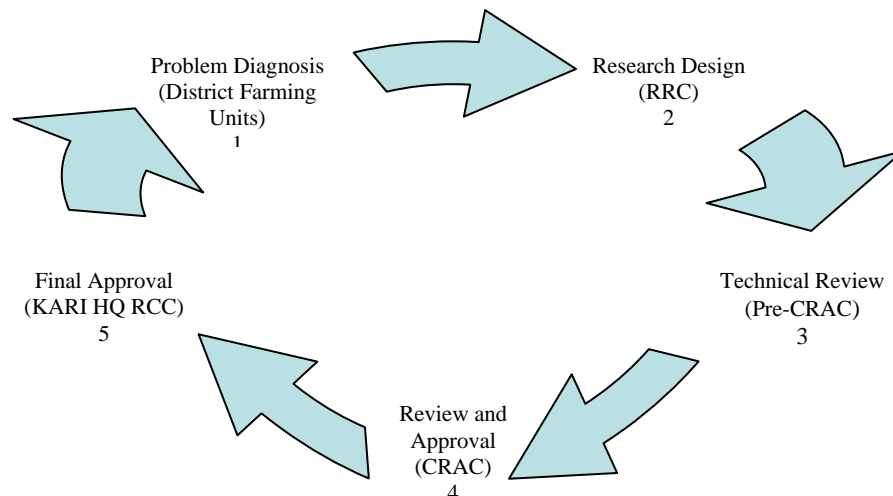 Problem Diagnosis
(District Farming
Units)
1
Research Design
(RRC)
2
Technical Review
(Pre-CRAC)
3
Review and
Approval
(CRAC)
4
Final Approval
(KARI HQ RCC)
5